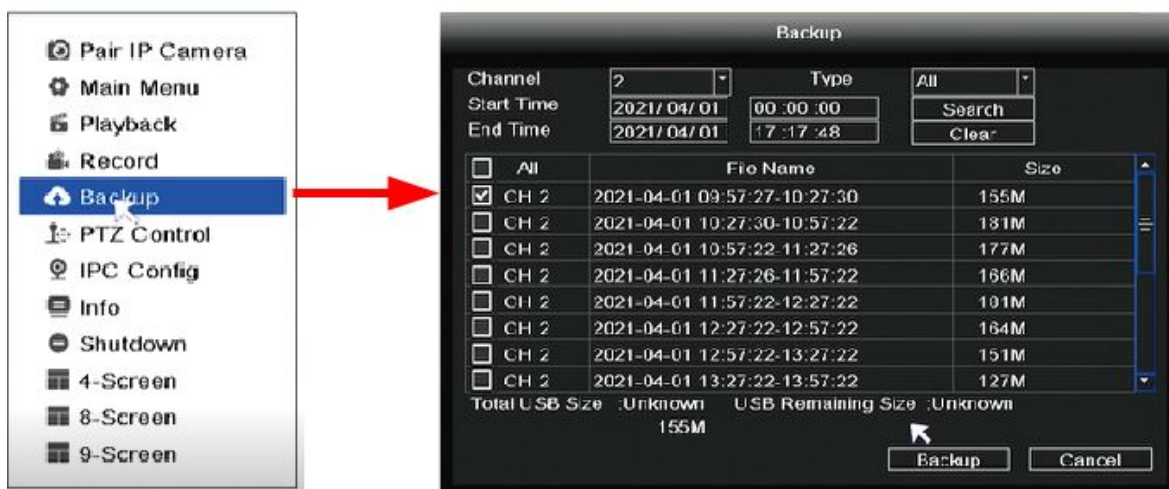 Pair IP Camera
Main Menu
Playback
Record
Backup
PTZ Control
IPC Config
Info
Shutdown
4-Screen
8-Screen
9-Screen
Backup
Channel 2 Type All
Start Time 2021/04/01 00:00:00 Search
End Time 2021/04/01 17:17:48 Clear
All File Name Size
CH 2 2021-04-01 09:57:27-10:27:30 155M
CH 2 2021-04-01 10:27:30-10:57:22 181M
CH 2 2021-04-01 10:57:22-11:27:26 177M
CH 2 2021-04-01 11:27:26-11:57:22 166M
CH 2 2021-04-01 11:57:22-12:27:22
CH 2 2021-04-01 12:27:22-12:57:22 164M
CH 2 2021-04-01 12:57:22-13:27:22 151M
CH 2 2021-04-01 13:27:22-13:57:22 127M
Total USB Size :Unknown USB Remaining Size :Unknown
155M
Backup Cancel